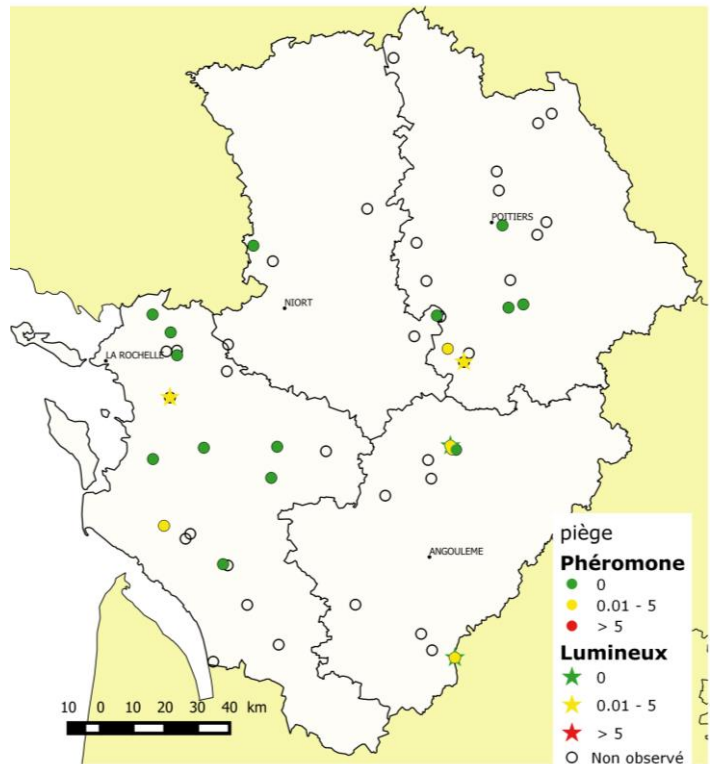 POITIERS
NIORT
LA ROCHELLE
ANGOULEME
piège
Phéromone
0
0.01 - 5
> 5
Lumineux
0
0.01 - 5
> 5
Non observé
10 0 10 20 30 40 km